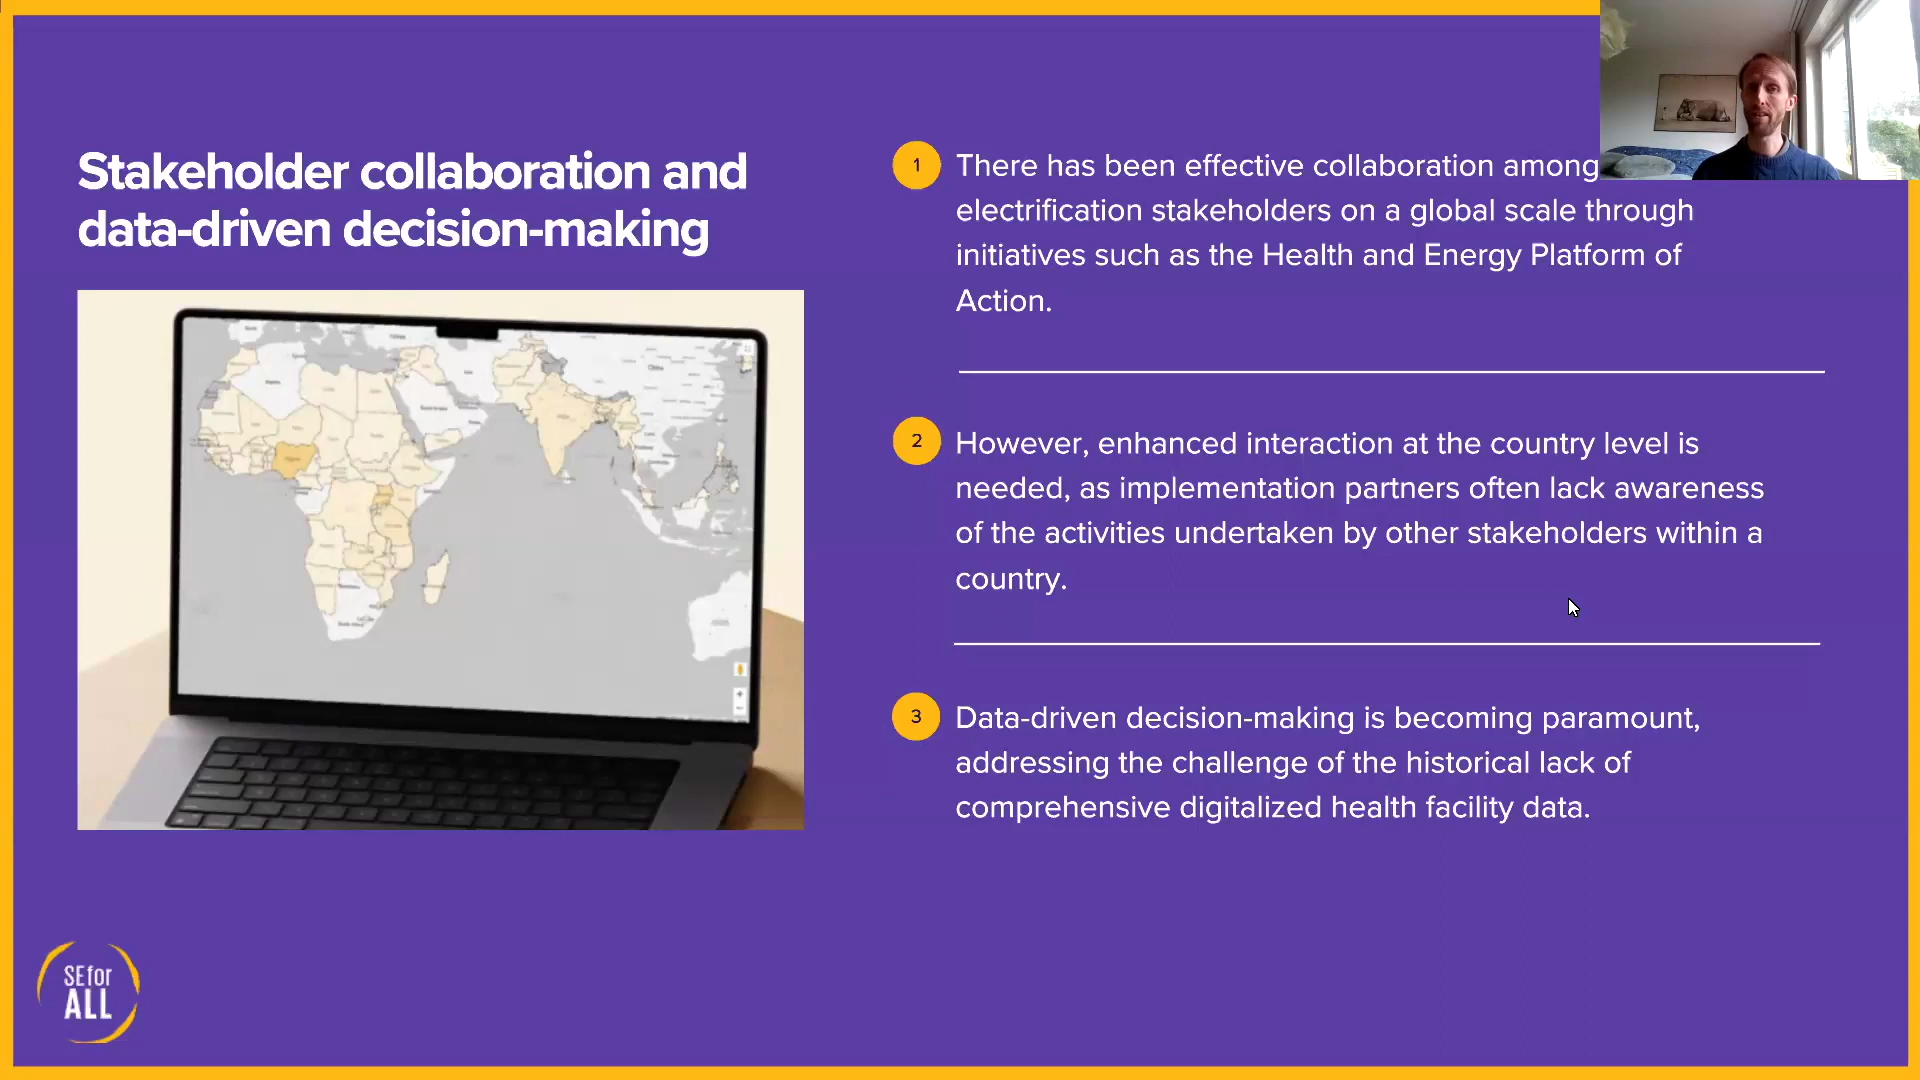 Stakeholder collaboration and
data-driven decision-making
1
There has been effective collaboration among
electrification stakeholders on a global scale through
initiatives such as the Health and Energy Platform of
Action.
2
However, enhanced interaction at the country level is
needed, as implementation partners often lack awareness
of the activities undertaken by other stakeholders within a
country.
3
Data-driven decision-making is becoming paramount,
addressing the challenge of the historical lack of
comprehensive digitalized health facility data.
China
SEfor
ALL